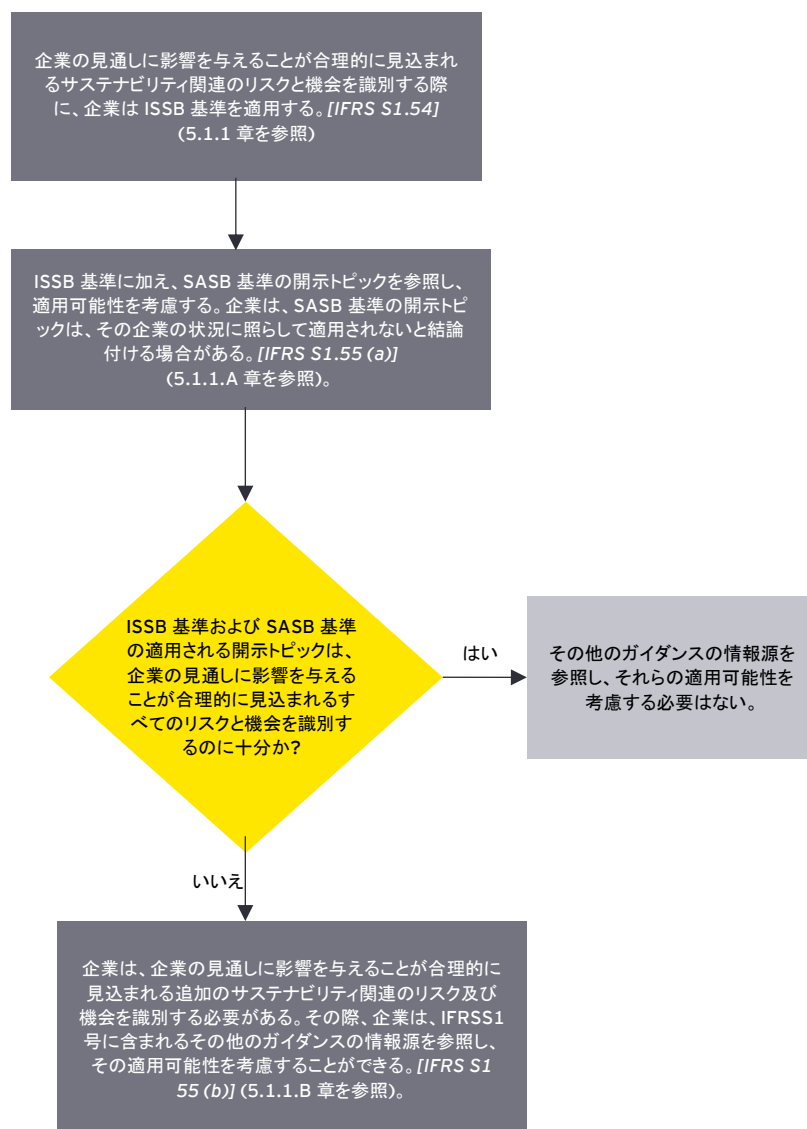 企業の見通しに影響を与えることが合理的に見込まれ
るサステナビリティ関連のリスクと機会を識別する際
に、企業は ISSB 基準を適用する。[IFRS S1.54]
(5.1.1 章を参照)
ISSB 基準に加え、SASB 基準の開示トピックを参照し、
適用可能性を考慮する。企業は、SASB 基準の開示トピ
ックは、その企業の状況に照らして適用されないと結論
付ける場合がある。[IFRS S1.55 (a)]
(5.1.1.A 章を参照)。
ISSB 基準および SASB 基準
の適用される開示トピックは、
企業の見通しに影響を与える
ことが合理的に見込まれるす
べてのリスクと機会を識別す
るのに十分か?
はい
その他のガイダンスの情報源を
参照し、それらの適用可能性を
考慮する必要はない。
いいえ
企業は、企業の見通しに影響を与えることが合理的に
見込まれる追加のサステナビリティ関連のリスク及び
機会を識別する必要がある。その際、企業は、IFRSS1
号に含まれるその他のガイダンスの情報源を参照し、
その適用可能性を考慮することができる。[IFRS S1
55 (b)] (5.1.1.B 章を参照)。